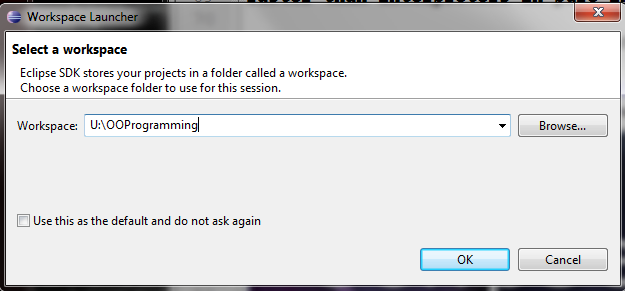 Workspace Launcher
Select a workspace
Eclipse SDK stores your projects in a folder called a workspace.
Choose a workspace folder to use for this session.
Workspace: U:\OOProgramming Browse...
Use this as the default and do not ask again
OK Cancel